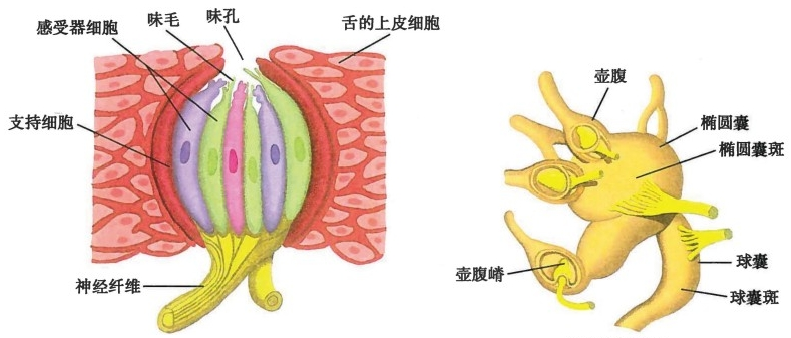 味毛
味孔
感受器细胞
舌的上皮细胞
支持细胞
神经纤维
壶腹
椭圆囊
椭圆囊斑
壶腹嵴
球囊
球囊斑